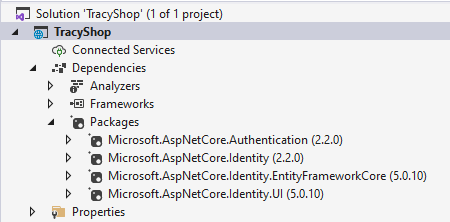 Solution 'TracyShop' (1 of 1 project)
TracyShop
Connected Services
Dependencies
Analyzers
Frameworks
Packages
Microsoft.AspNetCore.Authentication (2.2.0)
Microsoft.AspNetCore.Identity (2.2.0)
Microsoft.AspNetCore.Identity.EntityFrameworkCore (5.0.10)
Microsoft.AspNetCore.Identity.UI (5.0.10)
Properties